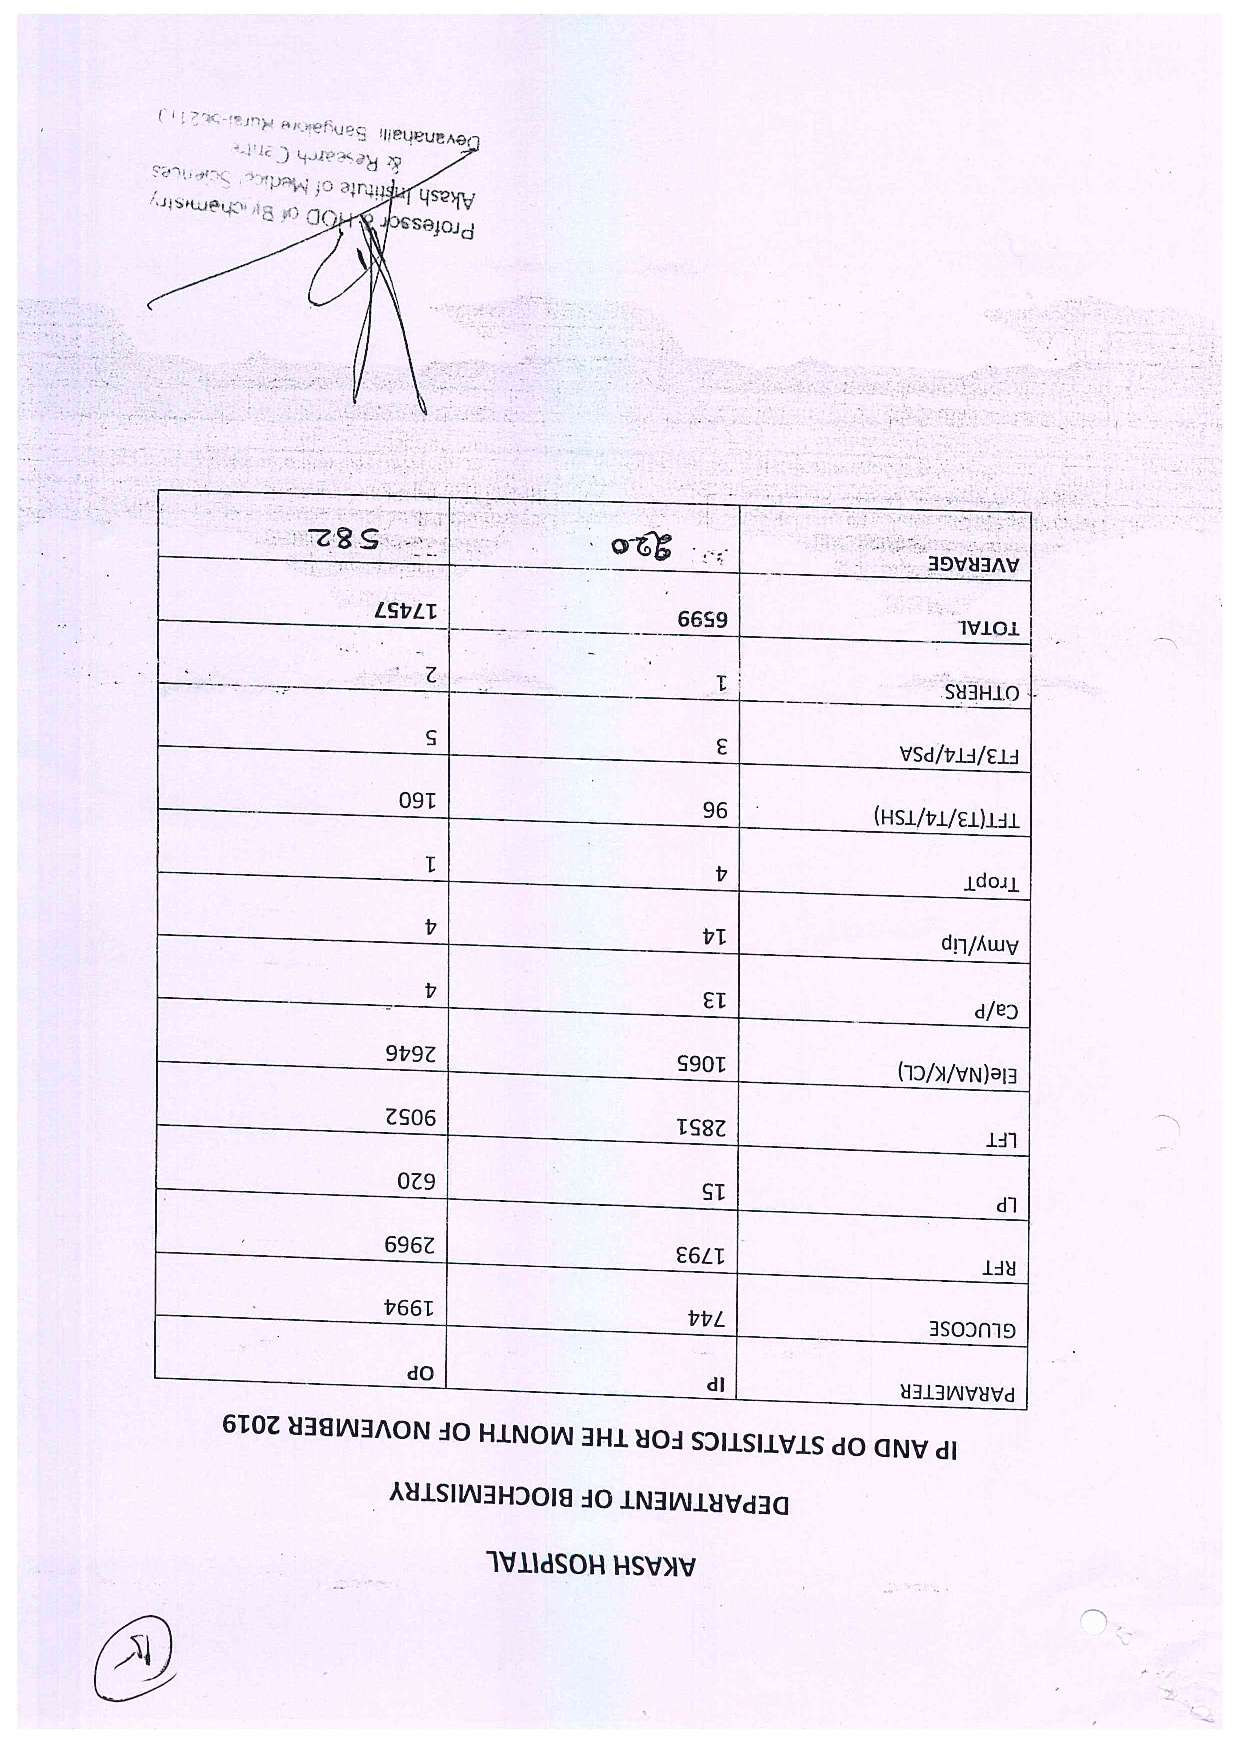 AKASH HOSPITAL
DEPARTMENT OF BIOCHEMISTRY
IP AND OP STATISTICS FOR THE MONTH OF NOVEMBER 2019
PARAMETER IP OP
GLUCOSE 744 1994
RFT 1793 2969
LP 15 620
LFT 2851 9052
Ele(NA/K/CL) 1065 2646
Ca/P 13 4
Amy/Lip 14 4
TropT 4 1
TFT(T3/T4/TSH) 96 160
FT3/FT4/PSA 3 5
OTHERS 1 2
TOTAL 6599 17457
AVERAGE 220 582
Professor & HOD of Biochemistry
Akash Institute of Medical Sciences
& Research Centre
Devanahalli Bangalore Rural-562110